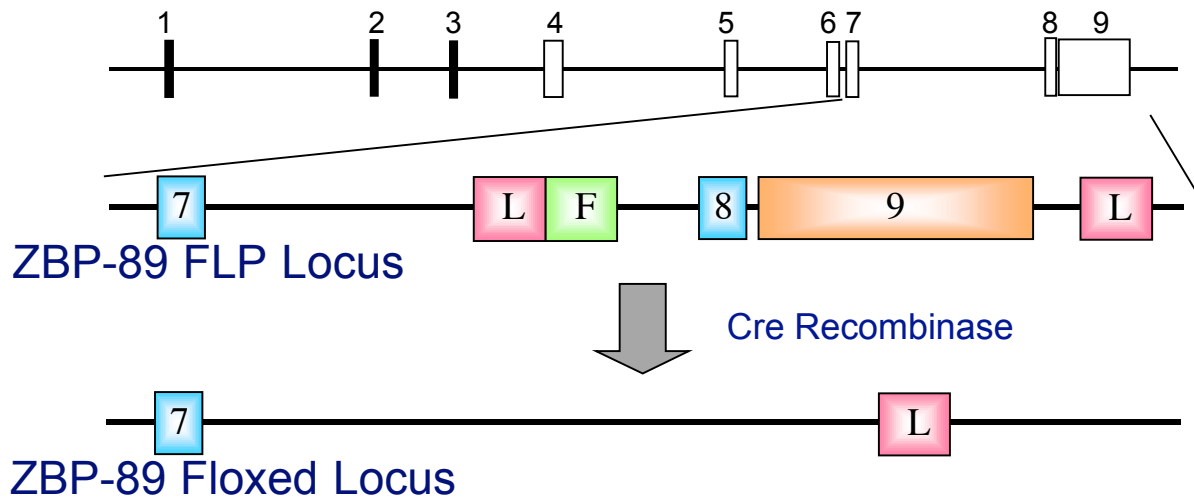 1 2 3 4 5 6 7 8 9
7 L F 8 9 L
ZBP-89 FLP Locus
Cre Recombinase
7 L
ZBP-89 Floxed Locus